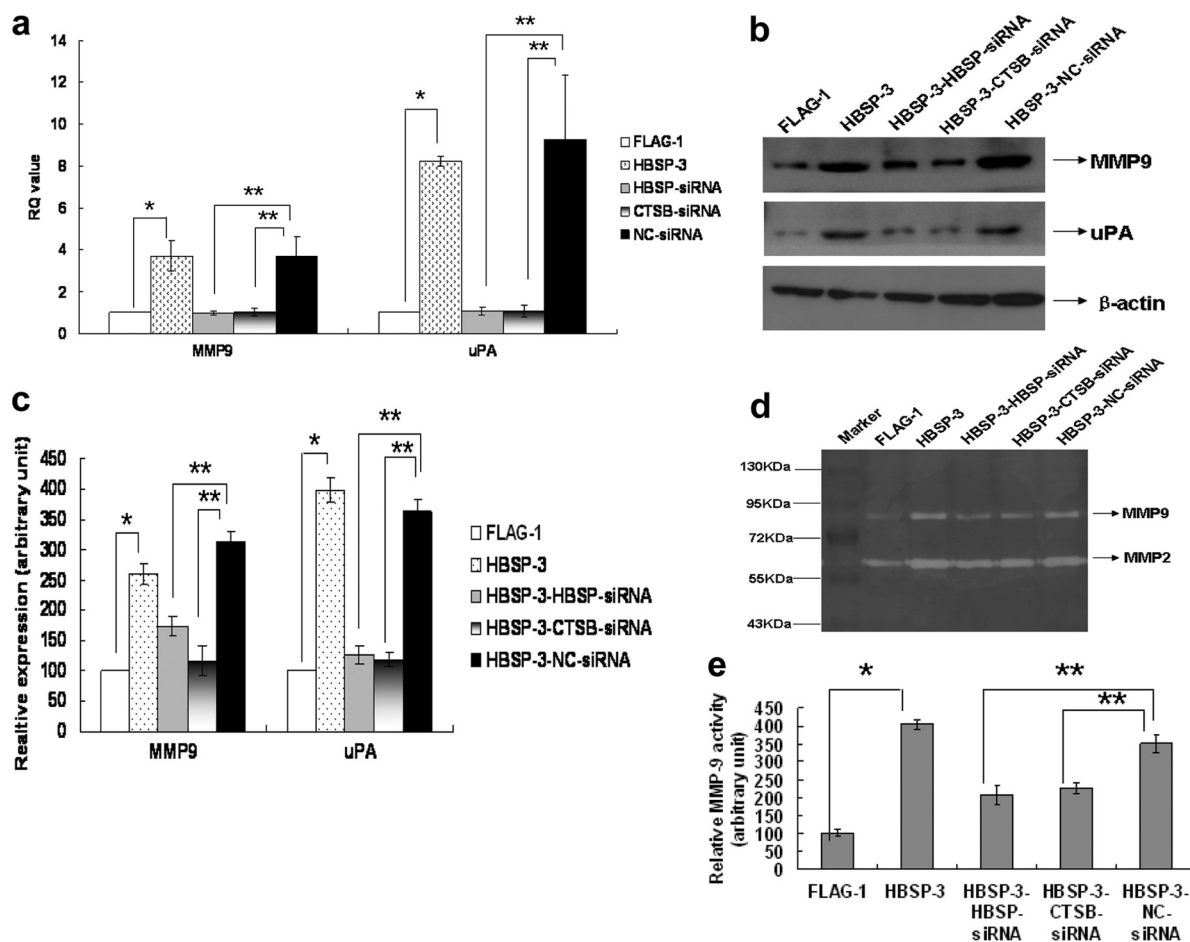 a
RQ value
14
12
10
8
6
4
2
0
*
**
**
*
**
**
MMP9
uPA
FLAG-1
HBSP-3
HBSP-siRNA
CTSB-siRNA
NC-siRNA
b
FLAG-1
HBSP-3
HBSP-3-HBSP-siRNA
HBSP-3-CTSB-siRNA
HBSP-3-NC-siRNA
MMP9
uPA
β-actin
c
Realtive expression (arbitrary unit)
450
400
350
300
250
200
150
100
50
0
*
**
**
*
**
**
MMP9
uPA
FLAG-1
HBSP-3
HBSP-3-HBSP-siRNA
HBSP-3-CTSB-siRNA
HBSP-3-NC-siRNA
d
Marker
FLAG-1
HBSP-3
HBSP-3-HBSP-siRNA
HBSP-3-CTSB-siRNA
HBSP-3-NC-siRNA
130KDa
95KDa
72KDa
55KDa
43KDa
MMP9
MMP2
e
Relative MMP-9 activity
(arbitrary unit)
450
400
350
300
250
200
150
100
50
0
*
**
**
FLAG-1
HBSP-3
HBSP-3-
HBSP-
siRNA
HBSP-3-
CTSB-
siRNA
HBSP-3-
NC-
siRNA